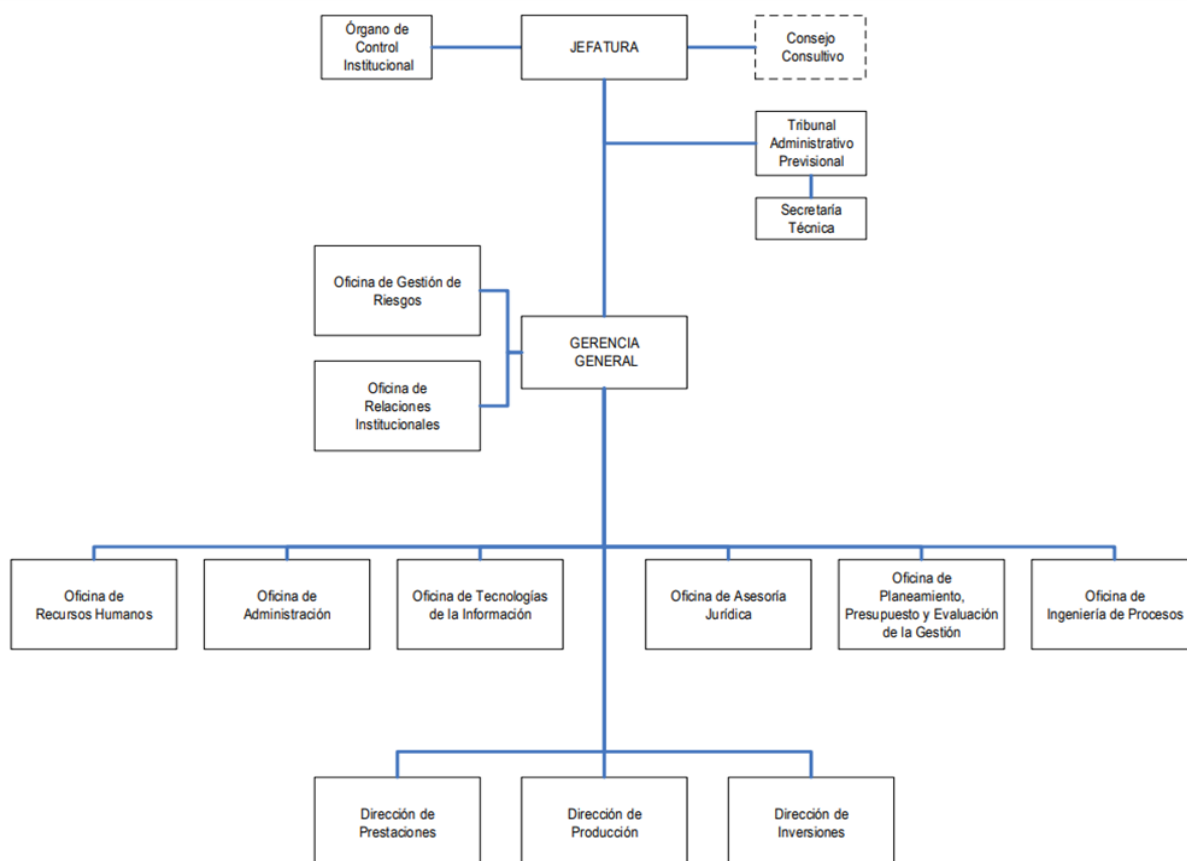 Órgano de
Control
Institucional
JEFATURA
Consejo
Consultivo
Tribunal
Administrativo
Previsional
Secretaría
Técnica
Oficina de Gestión de
Riesgos
GERENCIA
GENERAL
Oficina de
Relaciones
Institucionales
Oficina de
Recursos Humanos
Oficina de
Administración
Oficina de Tecnologías
de la Información
Oficina de Asesoría
Jurídica
Oficina de
Planeamiento,
Presupuesto y Evaluación
de la Gestión
Oficina de
Ingeniería de Procesos
Dirección de
Prestaciones
Dirección de
Producción
Dirección de
Inversiones